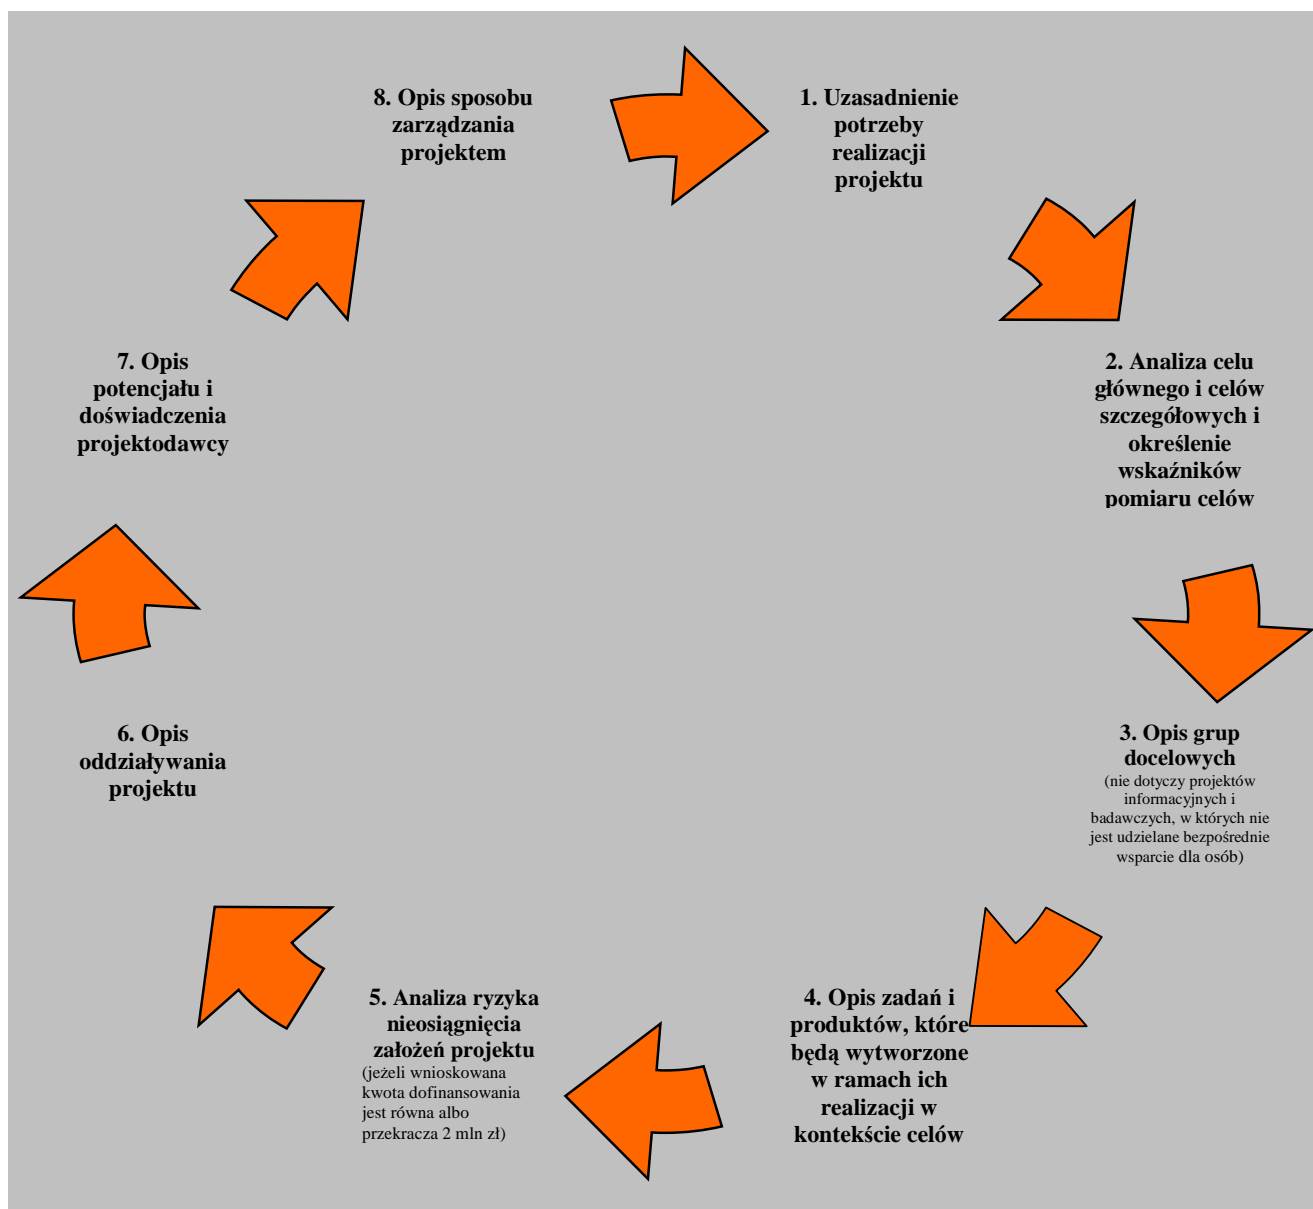 1. Uzasadnienie
potrzeby
realizacji
projektu
2. Analiza celu
głównego i celów
szczegółowych i
określenie
wskaźników
pomiaru celów
3. Opis grup
docelowych
(nie dotyczy projektów
informacyjnych i
badawczych, w których nie
jest udzielane bezpośrednie
wsparcie dla osób)
4. Opis zadań i
produktów, które
będą wytworzone
w ramach ich
realizacji w
kontekście celów
5. Analiza ryzyka
nieosiągnięcia
założeń projektu
(jeżeli wnioskowana
kwota dofinansowania
jest równa albo
przekracza 2 mln zł)
6. Opis
oddziaływania
projektu
7. Opis
potencjału i
doświadczenia
projektodawcy
8. Opis sposobu
zarządzania
projektem